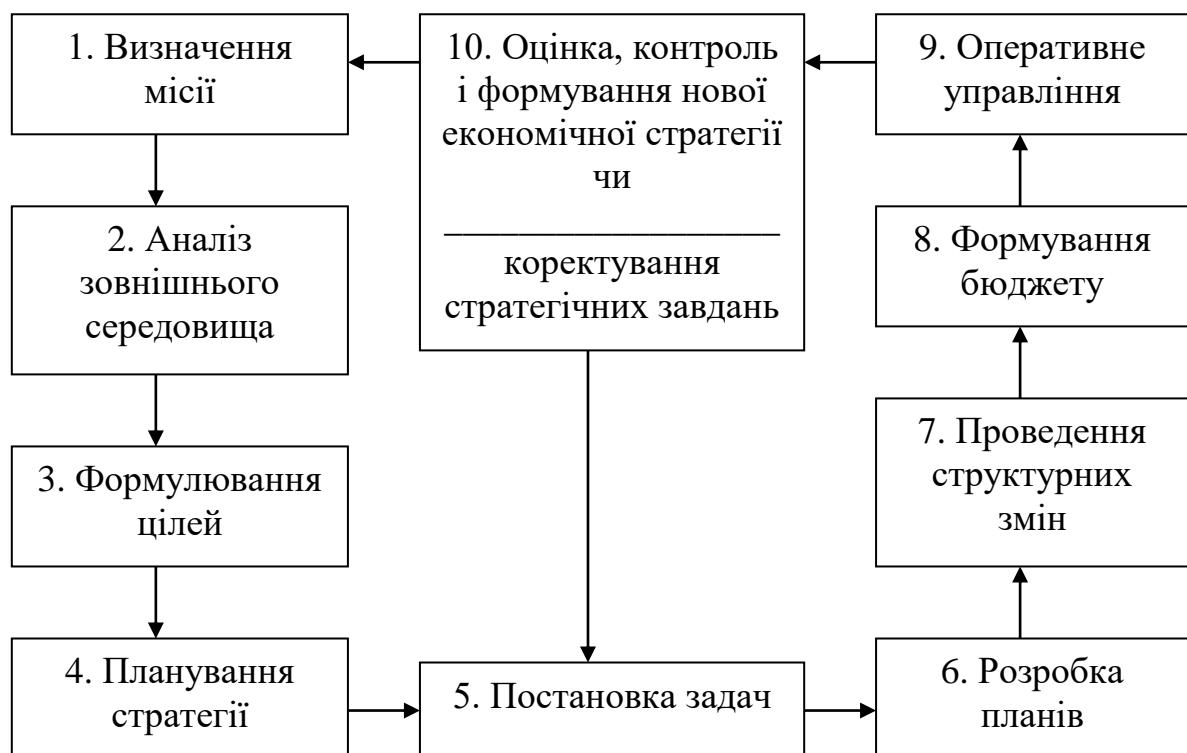 1. Визначення
місії
2. Аналіз
зовнішнього
середовища
3. Формулювання
цілей
4. Планування
стратегії
5. Постановка задач
6. Розробка
планів
7. Проведення
структурних
змін
8. Формування
бюджету
9. Оперативне
управління
10. Оцінка, контроль
і формування нової
економічної стратегії
чи
__________________
коректування
стратегічних завдань